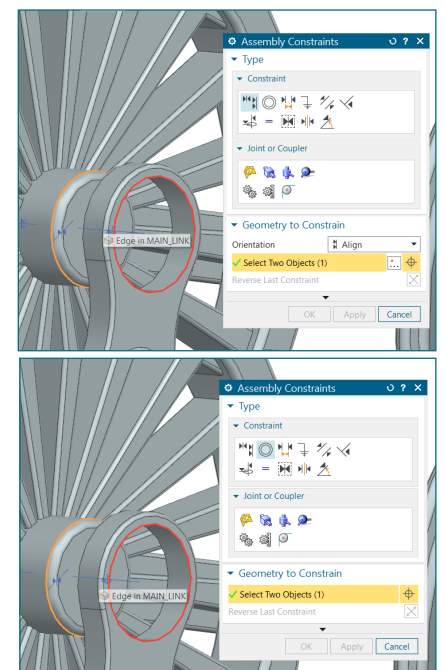 Assembly Constraints
?
Type
Constraint
Joint or Coupler
Geometry to Constrain
Orientation
Align
Select Two Objects (1)
Reverse Last Constraint
OK
Apply
Cancel
Edge in MAIN_LINK
Assembly Constraints
?
Type
Constraint
Joint or Coupler
Geometry to Constrain
Select Two Objects (1)
Reverse Last Constraint
OK
Apply
Cancel
Edge in MAIN_LINK